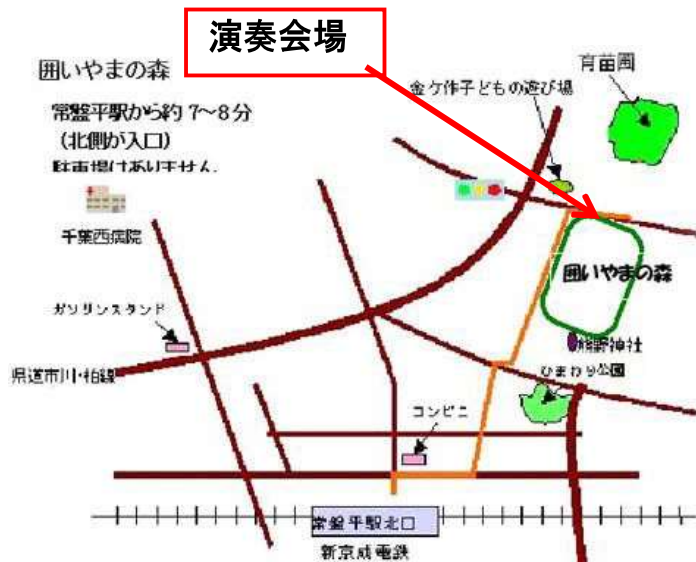 演奏会場
囲いやまの森
常盤平駅から約 7〜8分
(北側が入口)
駐車場はありません
育苗圃
金ケ作子どもの遊び場
千葉西病院
囲いやまの森
ガソリンスタンド
熊野神社
県道市川・柏線
ひまわり公園
コンビニ
常盤平駅北口
新京成電鉄